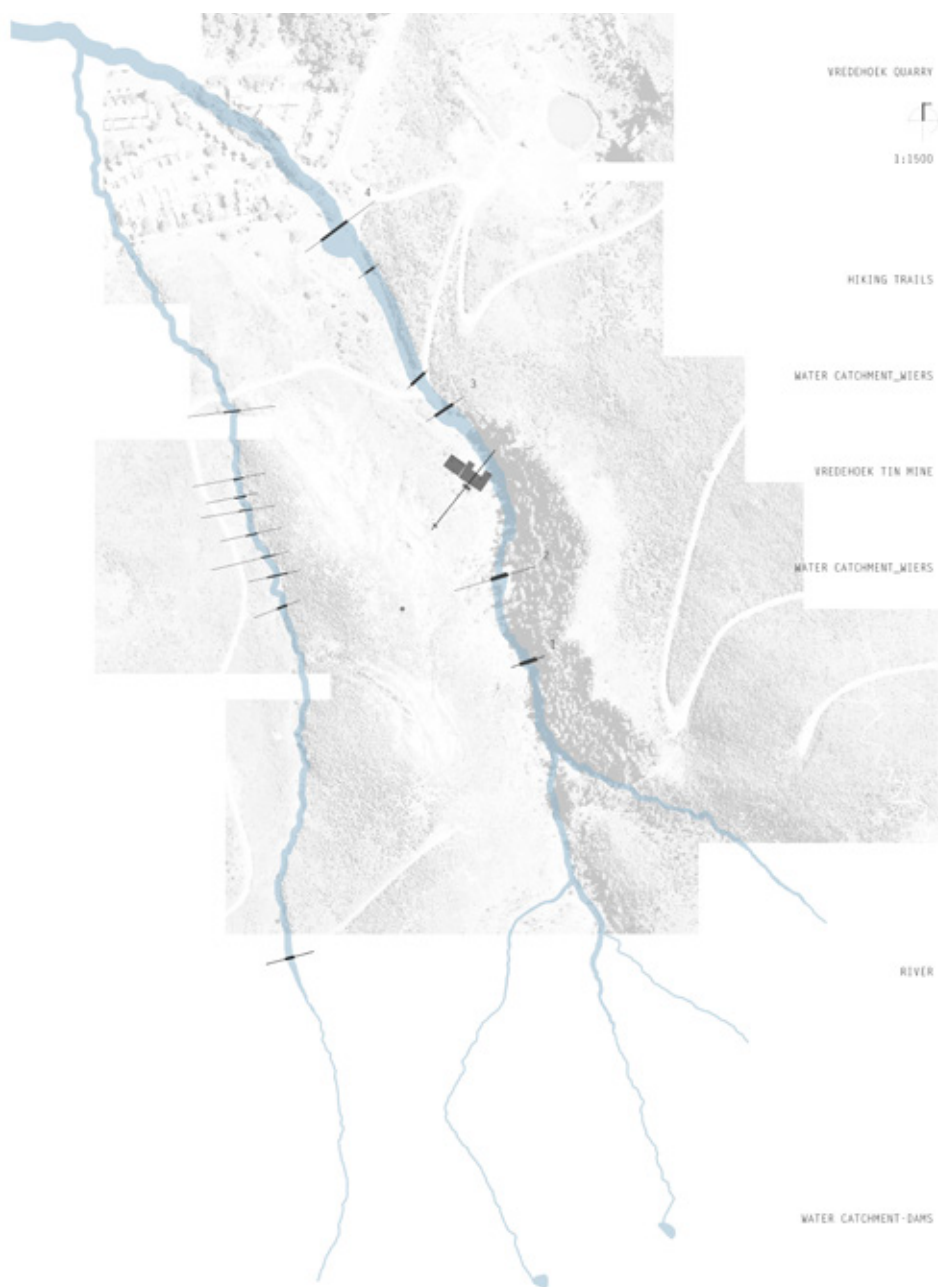 VREDEHOEK QUARRY
1:1500
4
HIKING TRAILS
WATER CATCHMENT_WIERS
3
VREDEHOEK TIN MINE
2
WATER CATCHMENT_WIERS
1
RIVER
WATER CATCHMENT-DAMS